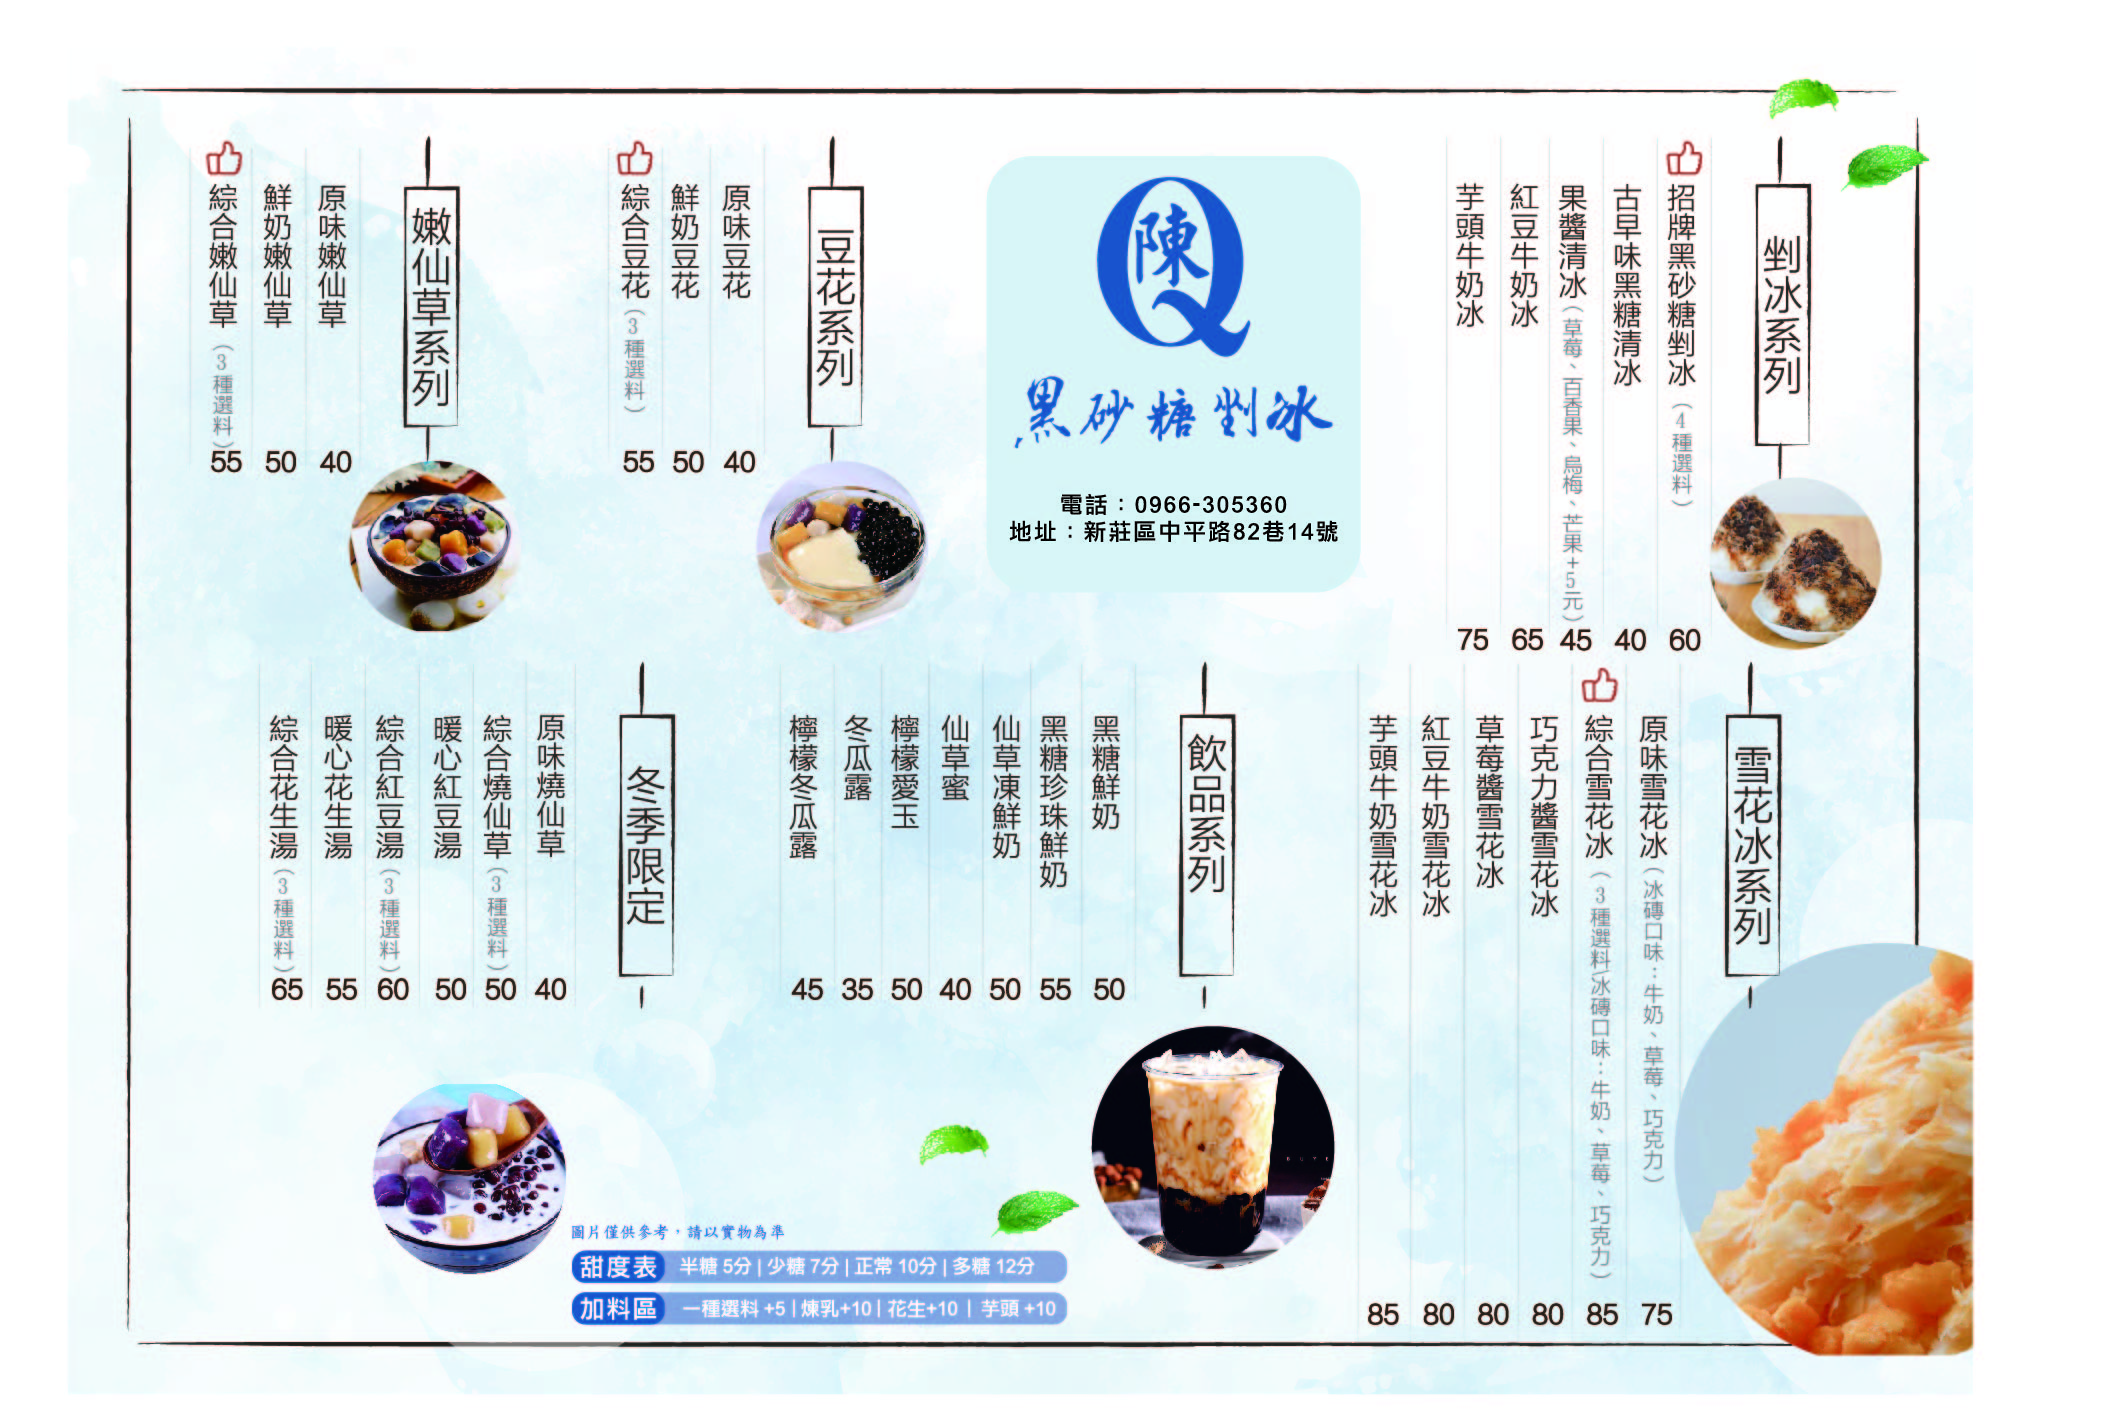 剉冰系列
招牌黑砂糖剉冰（4種選料）
60
古早味黑糖清冰
40
果醬清冰（草莓、百香果、烏梅、芒果+5元）
45
紅豆牛奶冰
65
芋頭牛奶冰
75
陳Q
黑砂糖剉冰
電話：0966-305360
地址：新莊區中平路82巷14號
豆花系列
原味豆花
40
鮮奶豆花
50
綜合豆花（3種選料）
55
嫩仙草系列
原味嫩仙草
40
鮮奶嫩仙草
50
綜合嫩仙草（3種選料）
55
雪花冰系列
原味雪花冰（冰磚口味：牛奶、草莓、巧克力）
75
綜合雪花冰（3種選料/冰磚口味：牛奶、草莓、巧克力）
85
巧克力醬雪花冰
80
草莓醬雪花冰
80
紅豆牛奶雪花冰
80
芋頭牛奶雪花冰
85
飲品系列
黑糖鮮奶
50
黑糖珍珠鮮奶
55
仙草凍鮮奶
50
仙草蜜
40
檸檬愛玉
50
冬瓜露
35
檸檬冬瓜露
45
冬季限定
原味燒仙草
40
綜合燒仙草（3種選料）
50
暖心紅豆湯
50
綜合紅豆湯（3種選料）
60
暖心花生湯
55
綜合花生湯（3種選料）
65
圖片僅供參考，請以實物為準
甜度表 半糖 5分 | 少糖 7分 | 正常 10分 | 多糖 12分
加料區 一種選料 +5 | 煉乳+10 | 花生+10 | 芋頭 +10